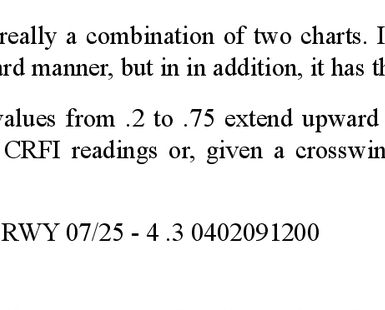 really a combination of two charts. I
ard manner, but in in addition, it has th
values from .2 to .75 extend upward
CRFI readings or, given a crosswin
RWY 07/25 - 4 .3 0402091200